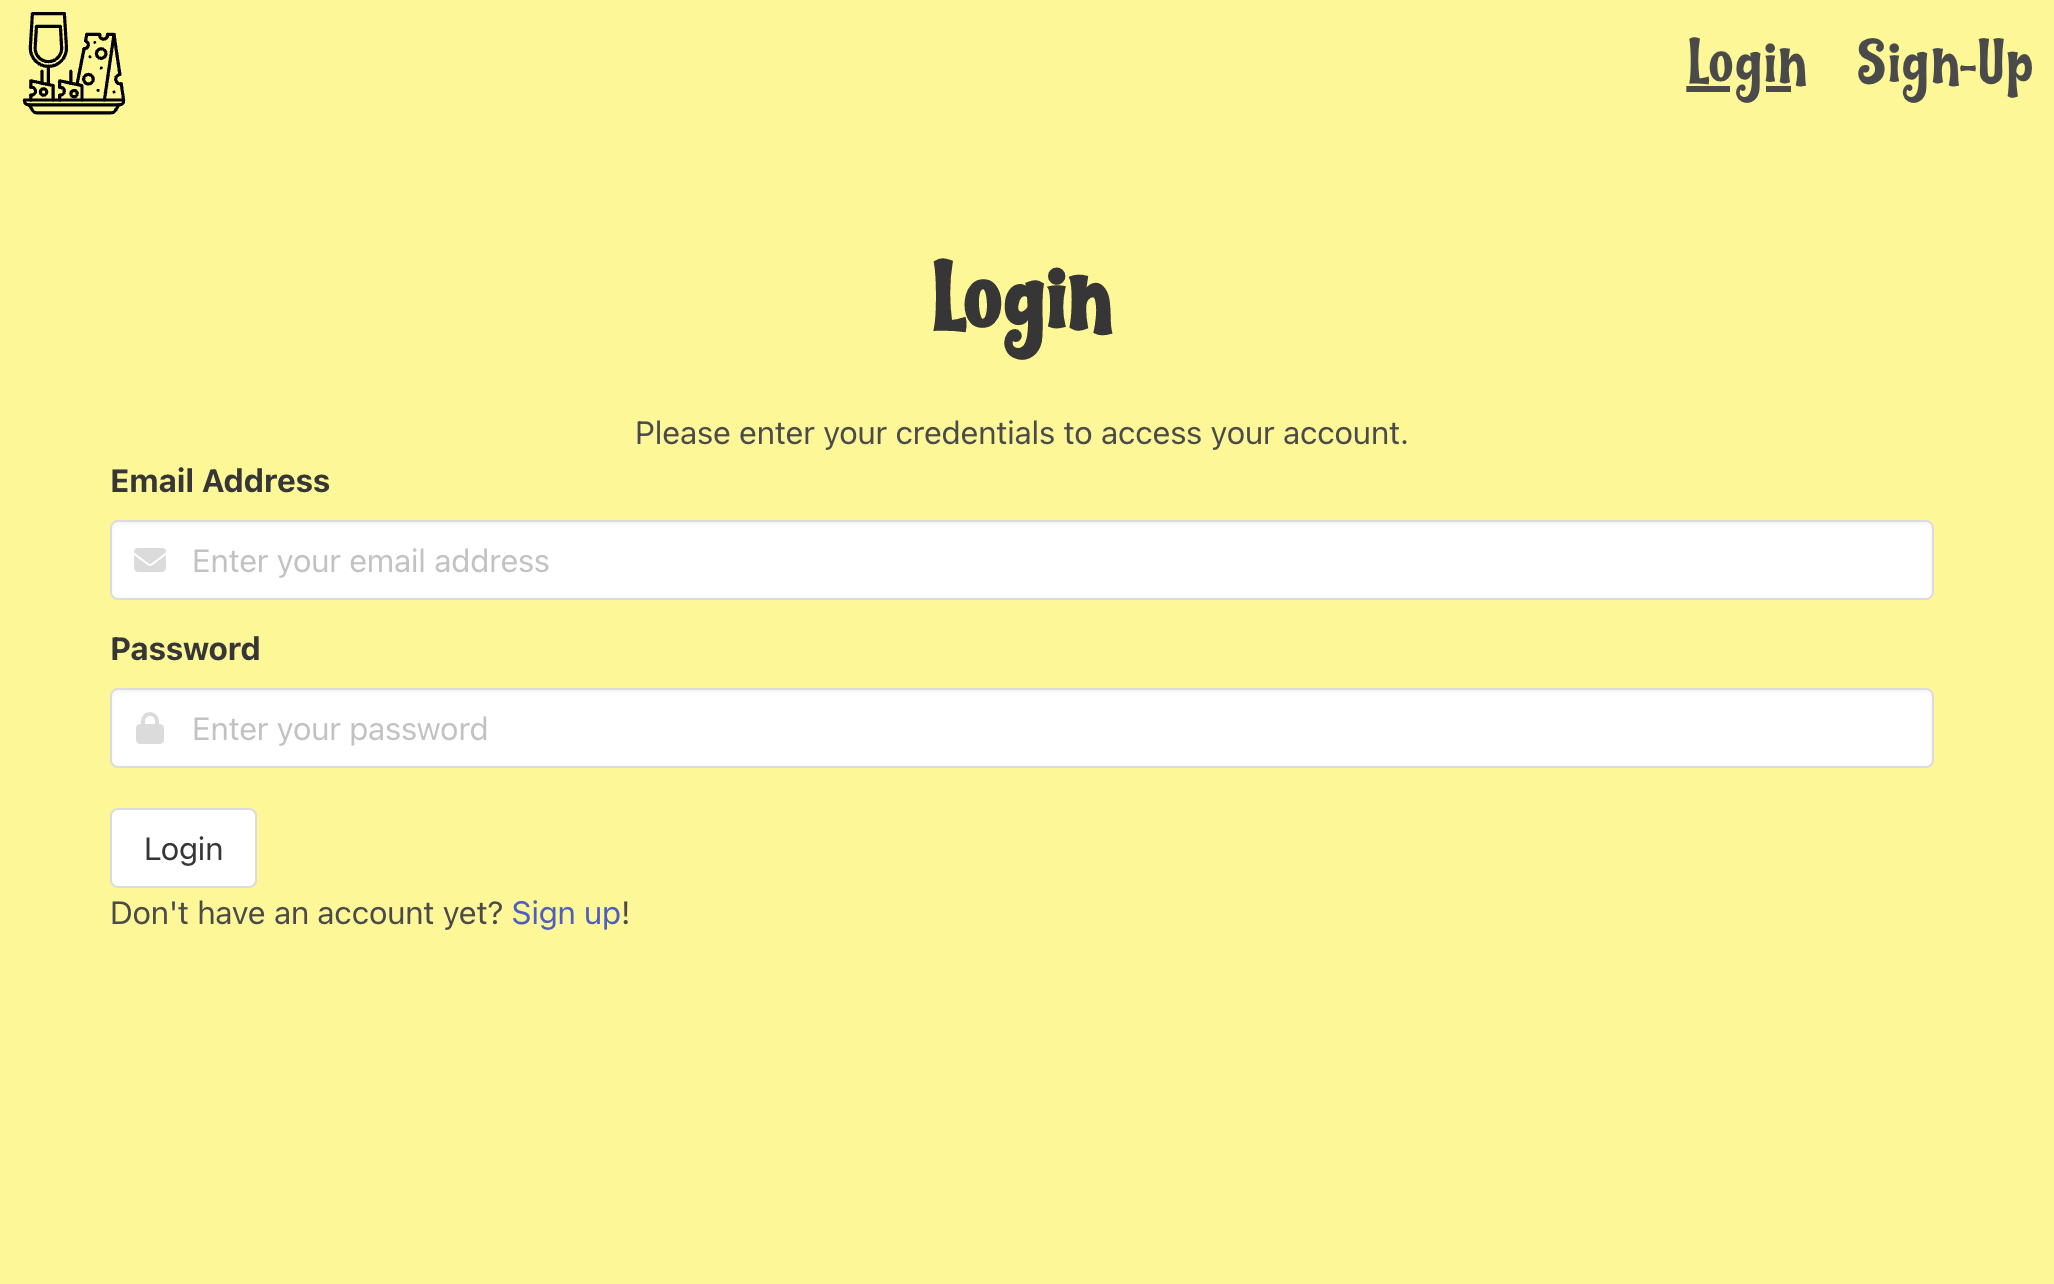 Login Sign-Up
Login
Please enter your credentials to access your account.
Email Address
Enter your email address
Password
Enter your password
Login
Don't have an account yet? Sign up!